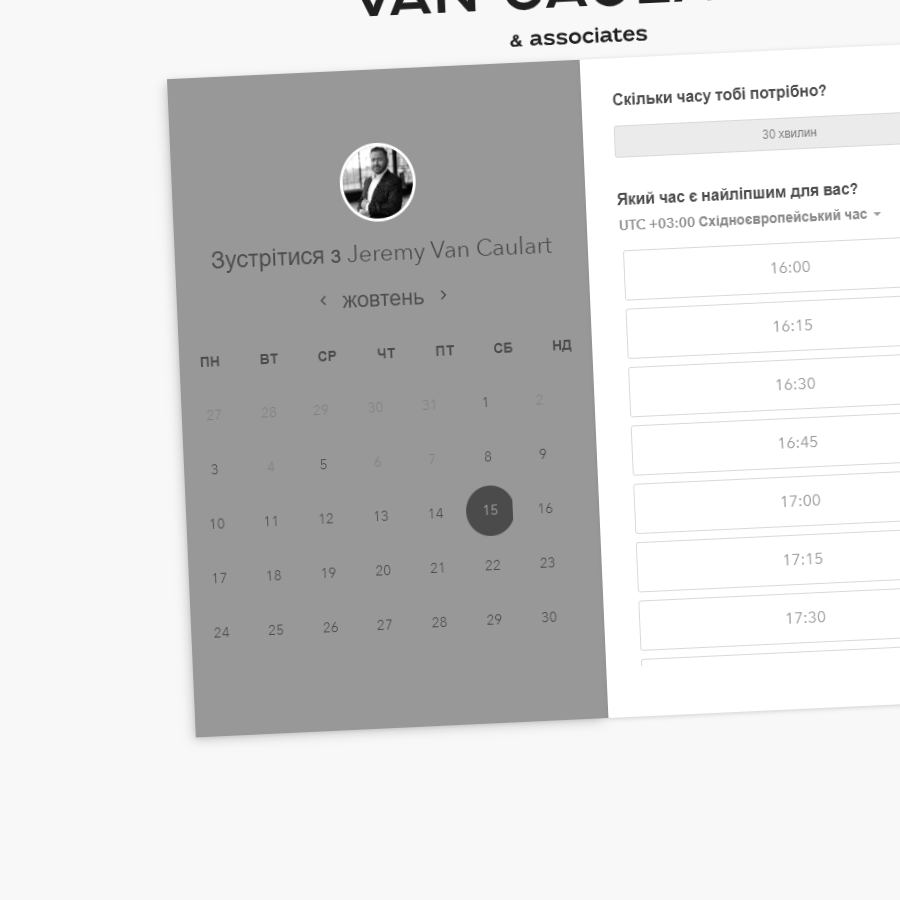 & associates
Зустрітися з Jeremy Van Caulart
‹ жовтень ›
ПН ВТ СР ЧТ ПТ СБ НД
27 28 29 30 31 1 2
3 4 5 6 7 8 9
10 11 12 13 14 15 16
17 18 19 20 21 22 23
24 25 26 27 28 29 30
Скільки часу тобі потрібно?
30 хвилин
Який час є найліпшим для вас?
UTC +03:00 Східноєвропейський час
16:00
16:15
16:30
16:45
17:00
17:15
17:30